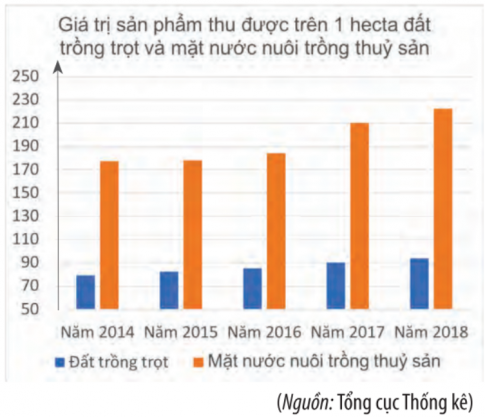 Giá trị sản phẩm thu được trên 1 hecta đất
trồng trọt và mặt nước nuôi trồng thuỷ sản
250
230
210
190
170
150
130
110
90
70
50
Năm 2014 Năm 2015 Năm 2016 Năm 2017 Năm 2018
Đất trồng trọt Mặt nước nuôi trồng thuỷ sản
(Nguồn: Tổng cục Thống kê)